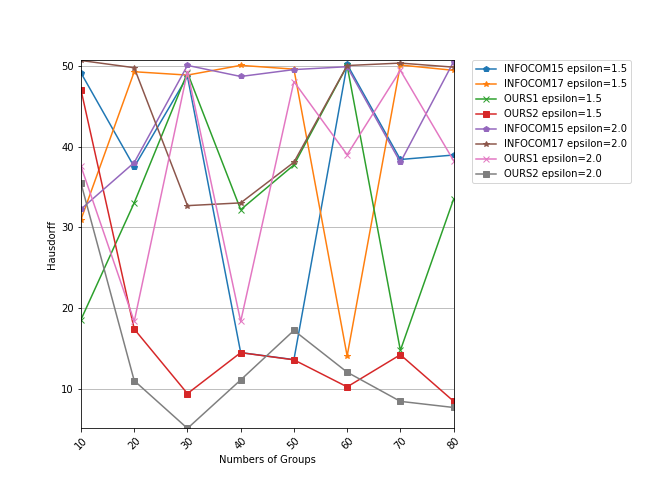 50
40
30
20
10
Hausdorff
10
20
30
40
50
60
70
80
Numbers of Groups
INFOCOM15 epsilon=1.5
INFOCOM17 epsilon=1.5
OURS1 epsilon=1.5
OURS2 epsilon=1.5
INFOCOM15 epsilon=2.0
INFOCOM17 epsilon=2.0
OURS1 epsilon=2.0
OURS2 epsilon=2.0